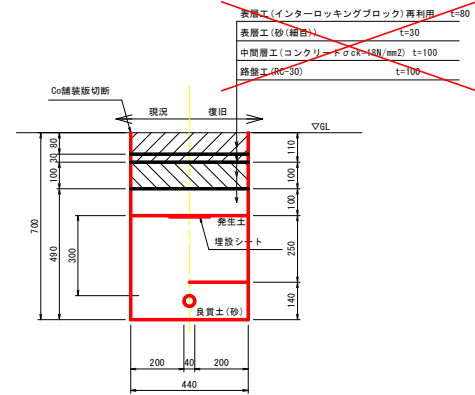 表層工(インターロッキングブロック)再利用 t=80
表層工(砂(細目)) t=30
中間層工(コンクリートσck=18N/mm2) t=100
路盤工(RC-30) t=100
Co舗装版切断
現況 復旧
▽GL
80
30
100
490
700
300
110
100
100
250
140
発生土
埋設シート
良質土(砂)
200 40 200
440